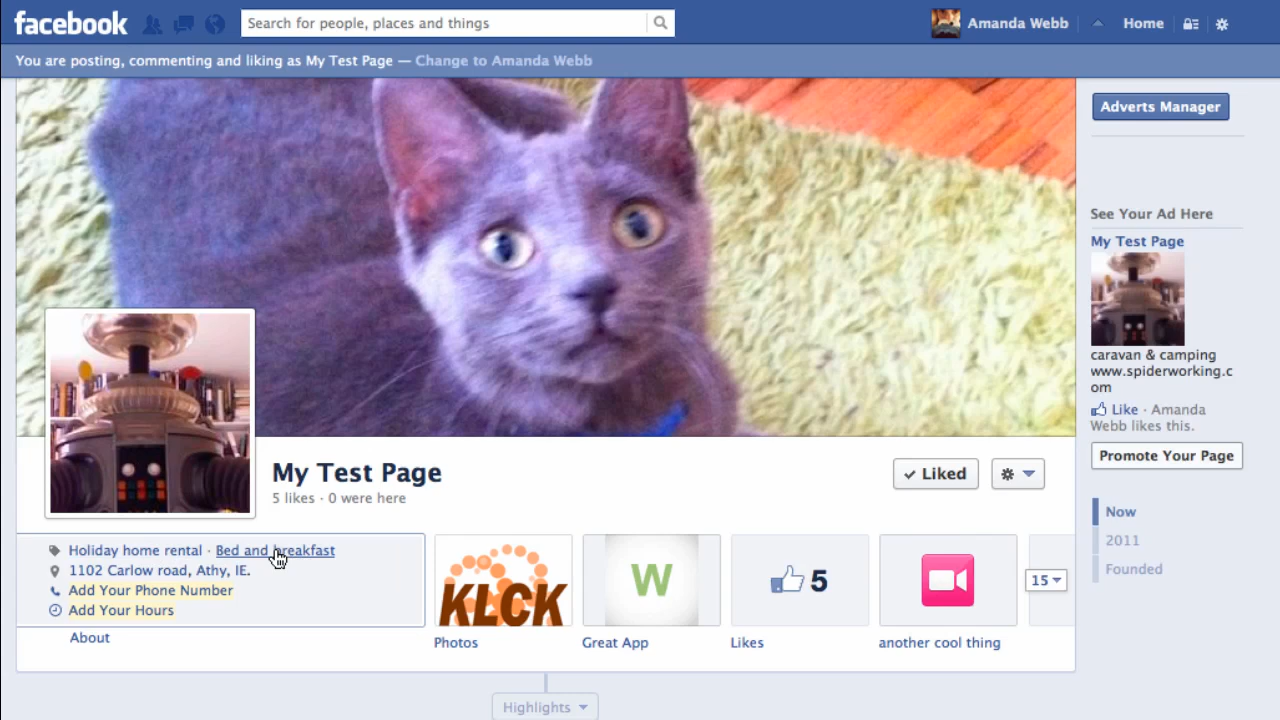 facebook
Search for people, places and things
Amanda Webb
Home
You are posting, commenting and liking as My Test Page — Change to Amanda Webb
Adverts Manager
See Your Ad Here
My Test Page
caravan & camping
www.spiderworking.c
om
Like · Amanda
Webb likes this.
Promote Your Page
My Test Page
5 likes · 0 were here
Liked
Holiday home rental · Bed and breakfast
1102 Carlow road, Athy, IE.
Add Your Phone Number
Add Your Hours
About
KLCK
Photos
W
Great App
5
Likes
another cool thing
15
Now
2011
Founded
Highlights